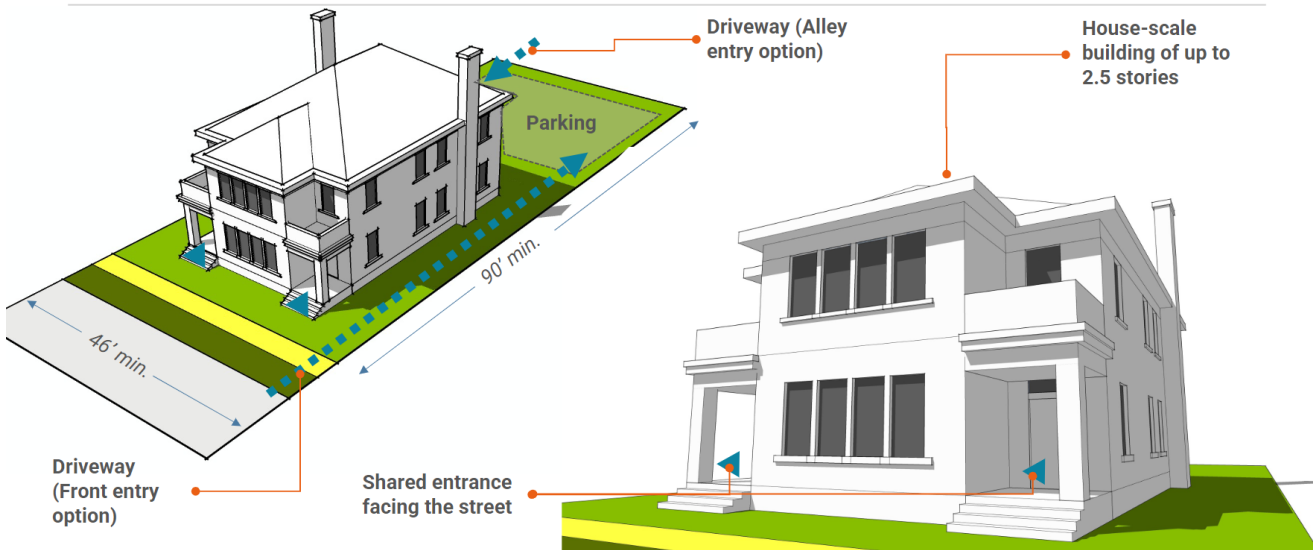 Driveway (Alley
entry option)
House-scale
building of up to
2.5 stories
Parking
90’ min.
46’ min.
Driveway
(Front entry
option)
Shared entrance
facing the street